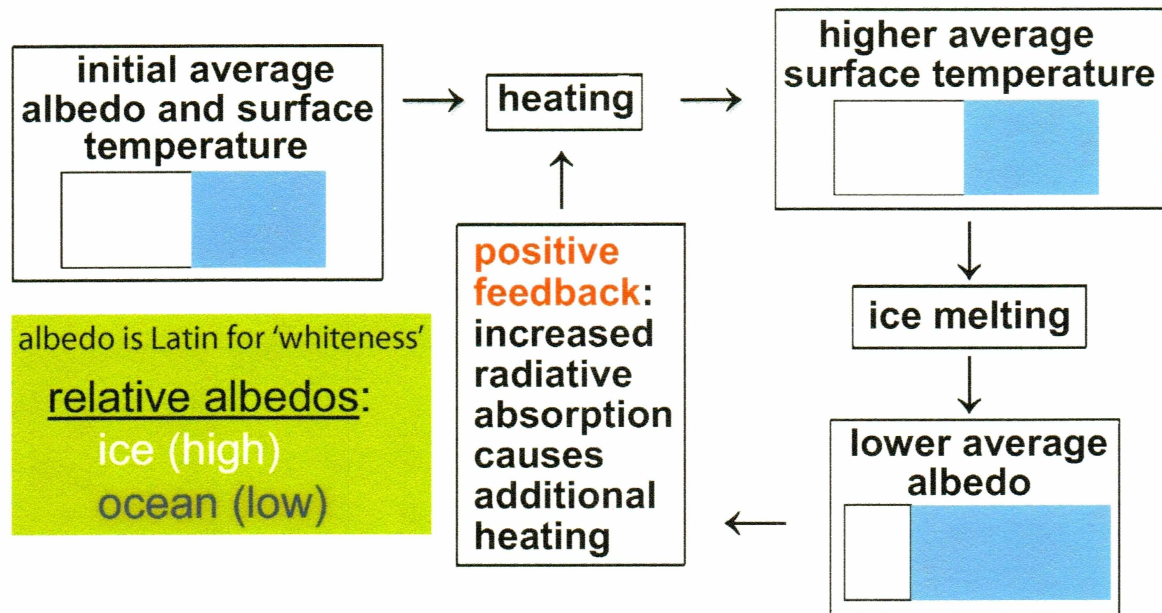 initial average
albedo and surface
temperature
heating
higher average
surface temperature
ice melting
lower average
albedo
positive
feedback:
increased
radiative
absorption
causes
additional
heating
albedo is Latin for ‘whiteness’
relative albedos:
ice (high)
ocean (low)